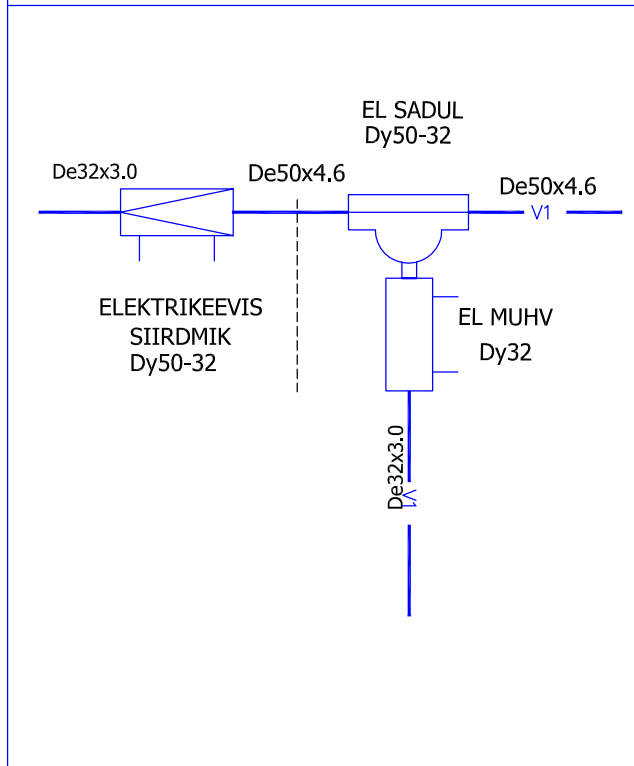 EL SADUL
Dy50-32
De32x3.0
De50x4.6
De50x4.6
V1
ELEKTRIKEEVIS
SIIRDMIK
Dy50-32
EL MUHV
Dy32
De32x3.0
V1